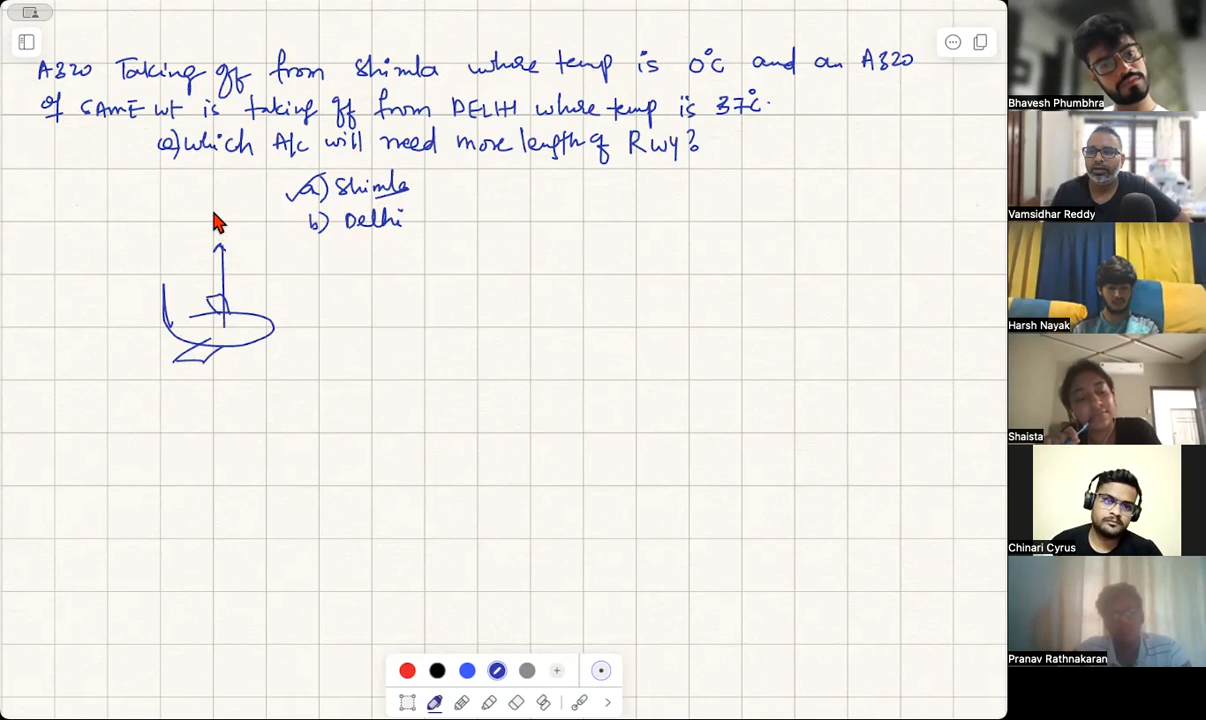 A320 Taking off from Shimla whose temp is 0°C and an A320
of SAME wt is taking off from DELHI whose temp is 37°C.
a) which A/c will need more length of Rwy?
a) Shimla
b) Delhi
Bhavesh Phumbhra
Vamsidhar Reddy
Harsh Nayak
Shaista
Chinari Cyrus
Pranav Rathnakaran